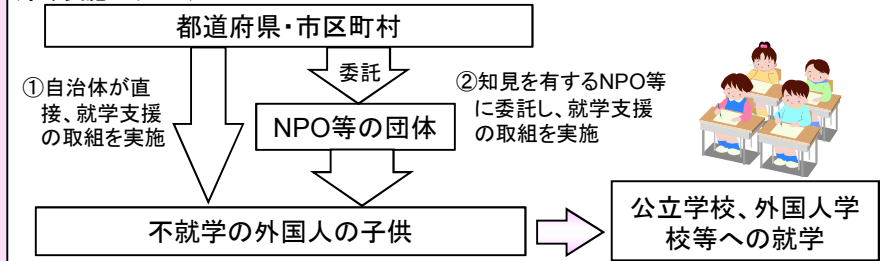 都道府県・市区町村
①自治体が直
接、就学支援
の取組を実施
委託
②知見を有するNPO等
に委託し、就学支援
の取組を実施
NPO等の団体
不就学の外国人の子供
公立学校、外国人学
校等への就学